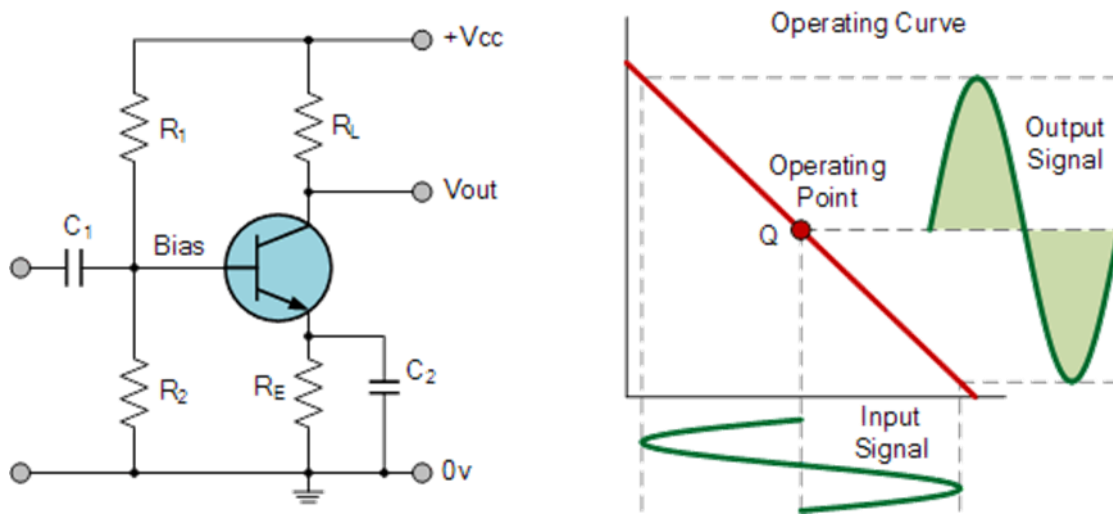 +Vcc
R1
RL
Vout
C1
Bias
R2
RE
C2
0v
Operating Curve
Output
Signal
Operating
Point
Q
Input
Signal